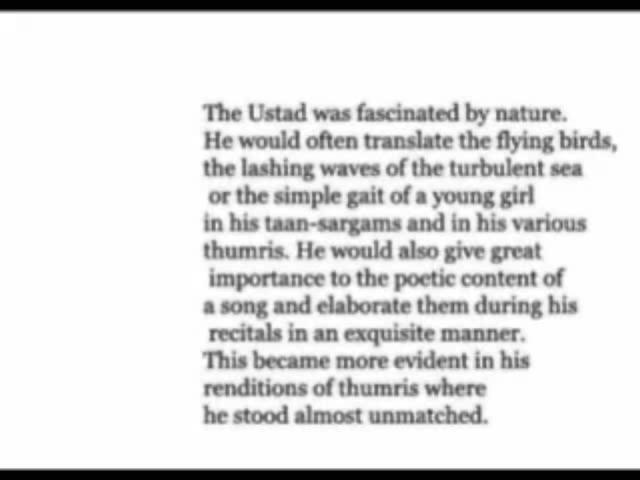 The Ustad was fascinated by nature.
He would often translate the flying birds,
the lashing waves of the turbulent sea
or the simple gait of a young girl
in his taan-sargams and in his various
thumris. He would also give great
importance to the poetic content of
a song and elaborate them during his
recitals in an exquisite manner.
This became more evident in his
renditions of thumris where
he stood almost unmatched.